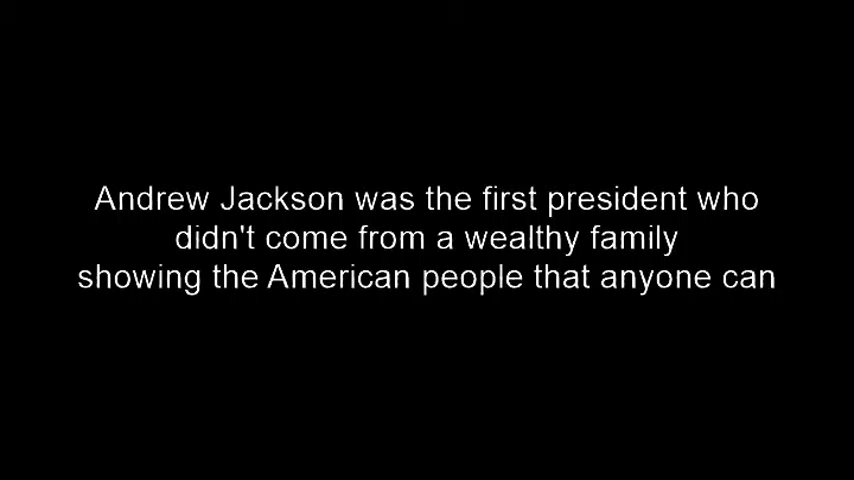 Andrew Jackson was the first president who
didn't come from a wealthy family
showing the American people that anyone can